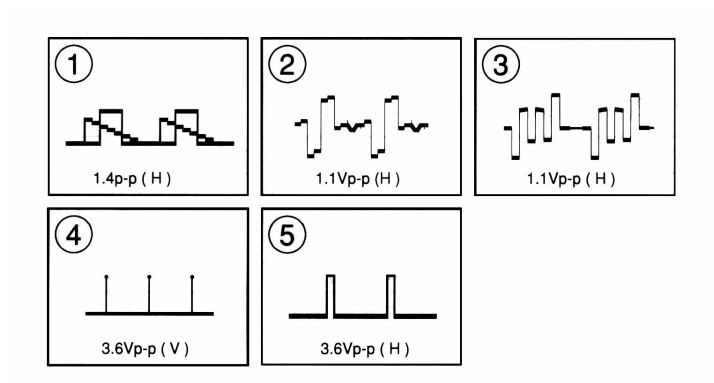 1
1.4p-p ( H )
2
1.1Vp-p (H )
3
1.1Vp-p ( H )
4
3.6Vp-p ( V )
5
3.6Vp-p ( H )